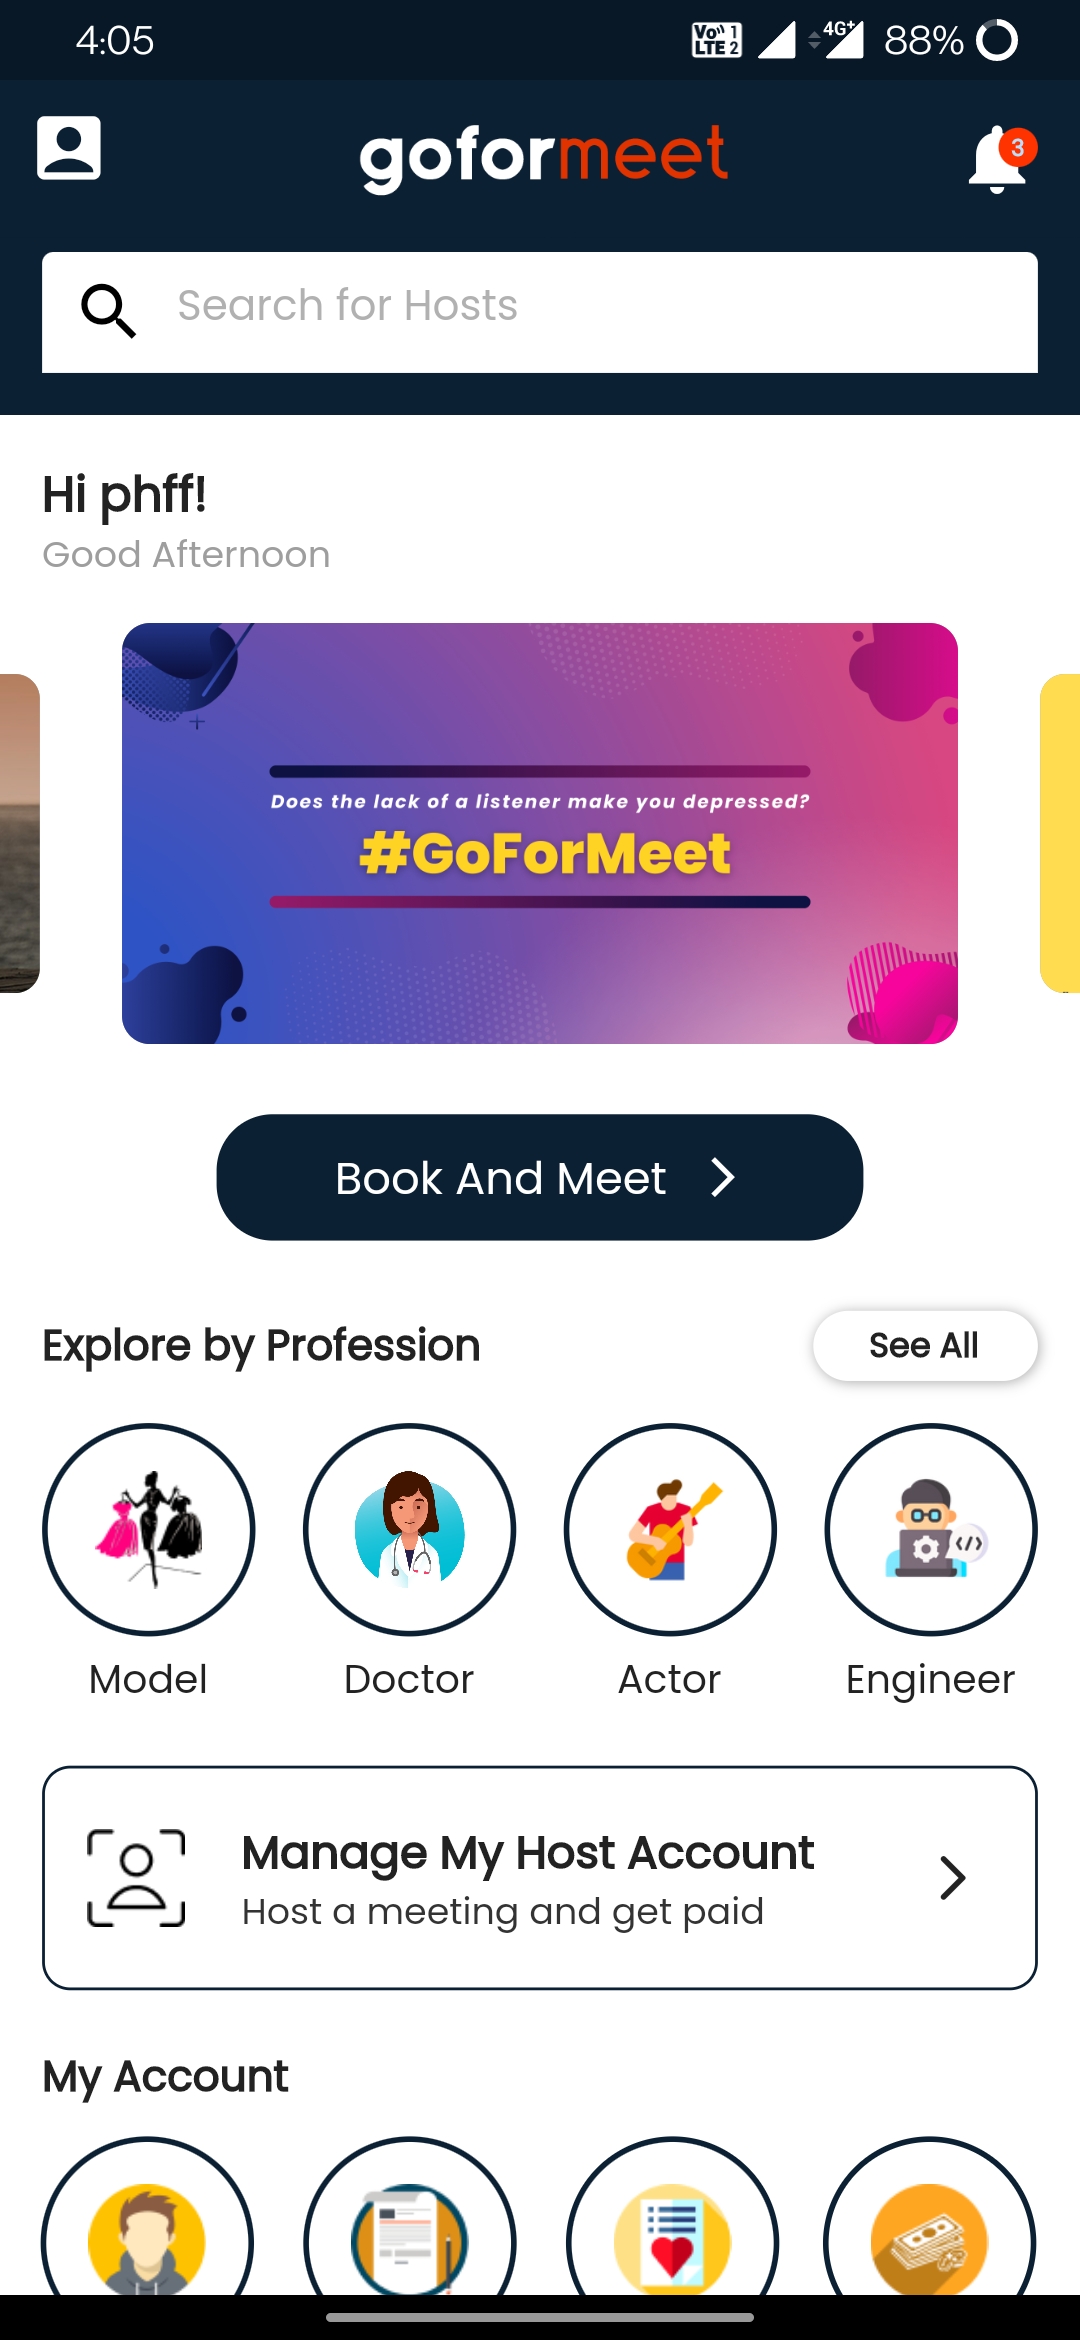 4:05
Vo 1
LTE 2
4G+
88%
goformeet
3
Search for Hosts
Hi phff!
Good Afternoon
Does the lack of a listener make you depressed?
#GoForMeet
Book And Meet
Explore by Profession
See All
Model
Doctor
Actor
Engineer
Manage My Host Account
Host a meeting and get paid
My Account